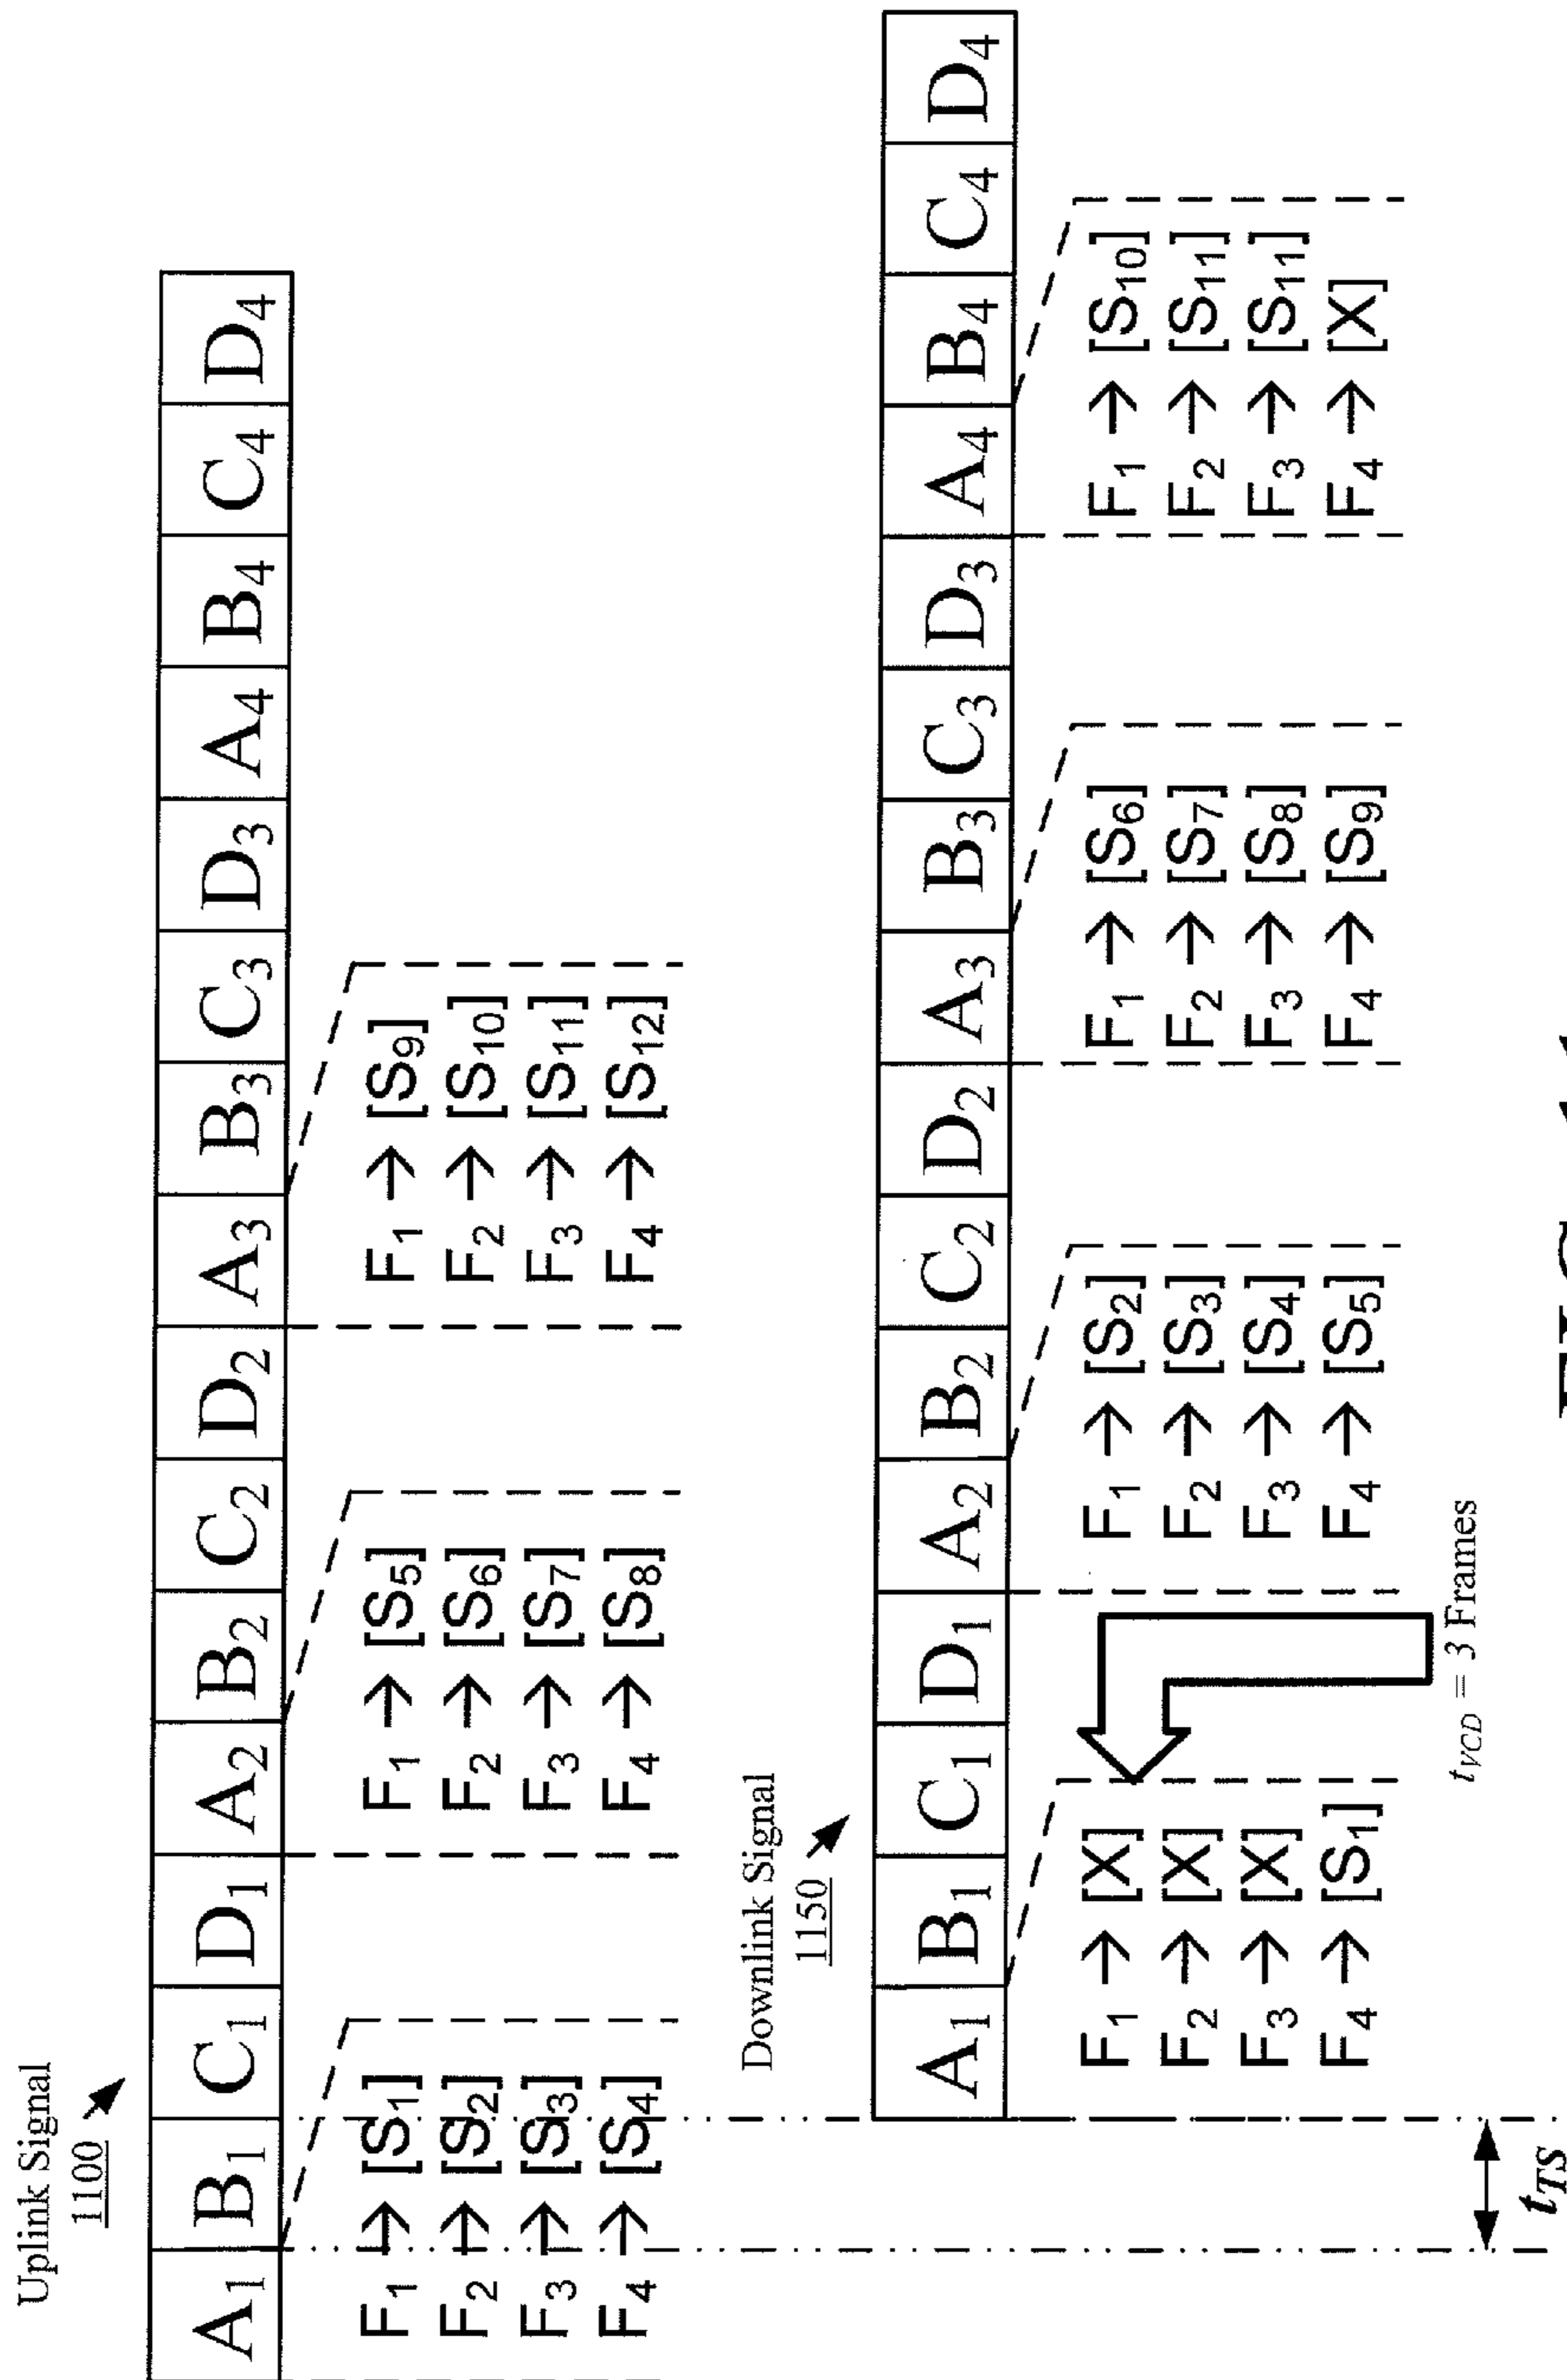 Uplink Signal
1100
A1 B1 C1 D1 A2 B2 C2 D2 A3 B3 C3 D3 A4 B4 C4 D4
F1 → [S1]
F2 → [S2]
F3 → [S3]
F4 → [S4]
F1 → [S5]
F2 → [S6]
F3 → [S7]
F4 → [S8]
F1 → [S9]
F2 → [S10]
F3 → [S11]
F4 → [S12]
Downlink Signal
1150
A1 B1 C1 D1 A2 B2 C2 D2 A3 B3 C3 D3 A4 B4 C4 D4
F1 → [X]
F2 → [X]
F3 → [X]
F4 → [S1]
F1 → [S2]
F2 → [S3]
F3 → [S4]
F4 → [S5]
F1 → [S6]
F2 → [S7]
F3 → [S8]
F4 → [S9]
F1 → [S10]
F2 → [S11]
F3 → [S11]
F4 → [X]
tVCD = 3 Frames
tTS